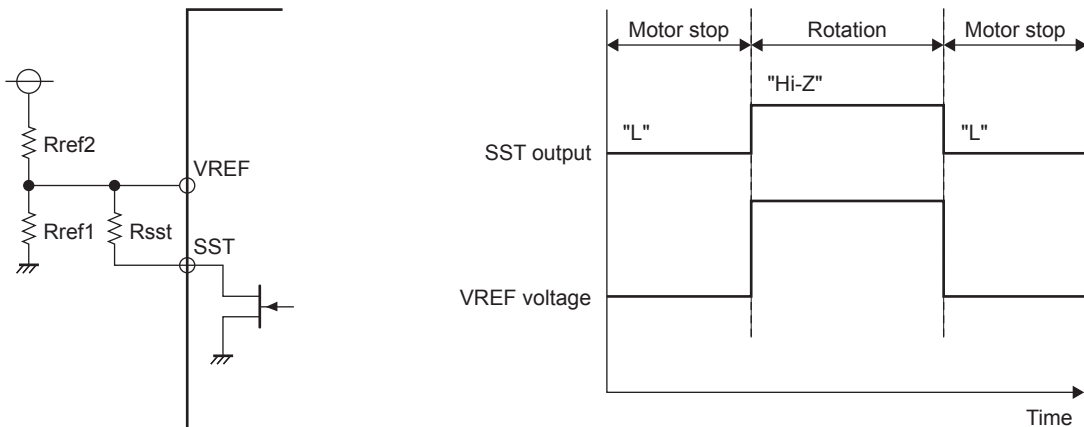 Rref2
VREF
Rref1
Rsst
SST
Motor stop
Rotation
Motor stop
"Hi-Z"
"L"
"L"
SST output
VREF voltage
Time